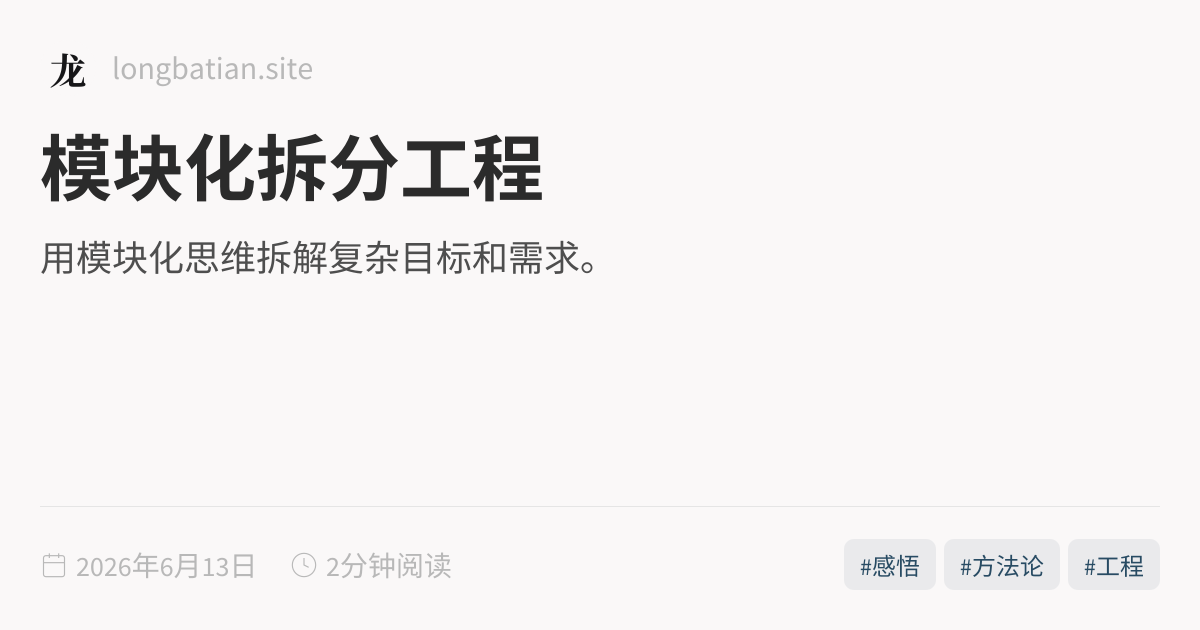 龙 longbatian.site
模块化拆分工程
用模块化思维拆解复杂目标和需求。
2026年6月13日 2分钟阅读 #感悟 #方法论 #工程